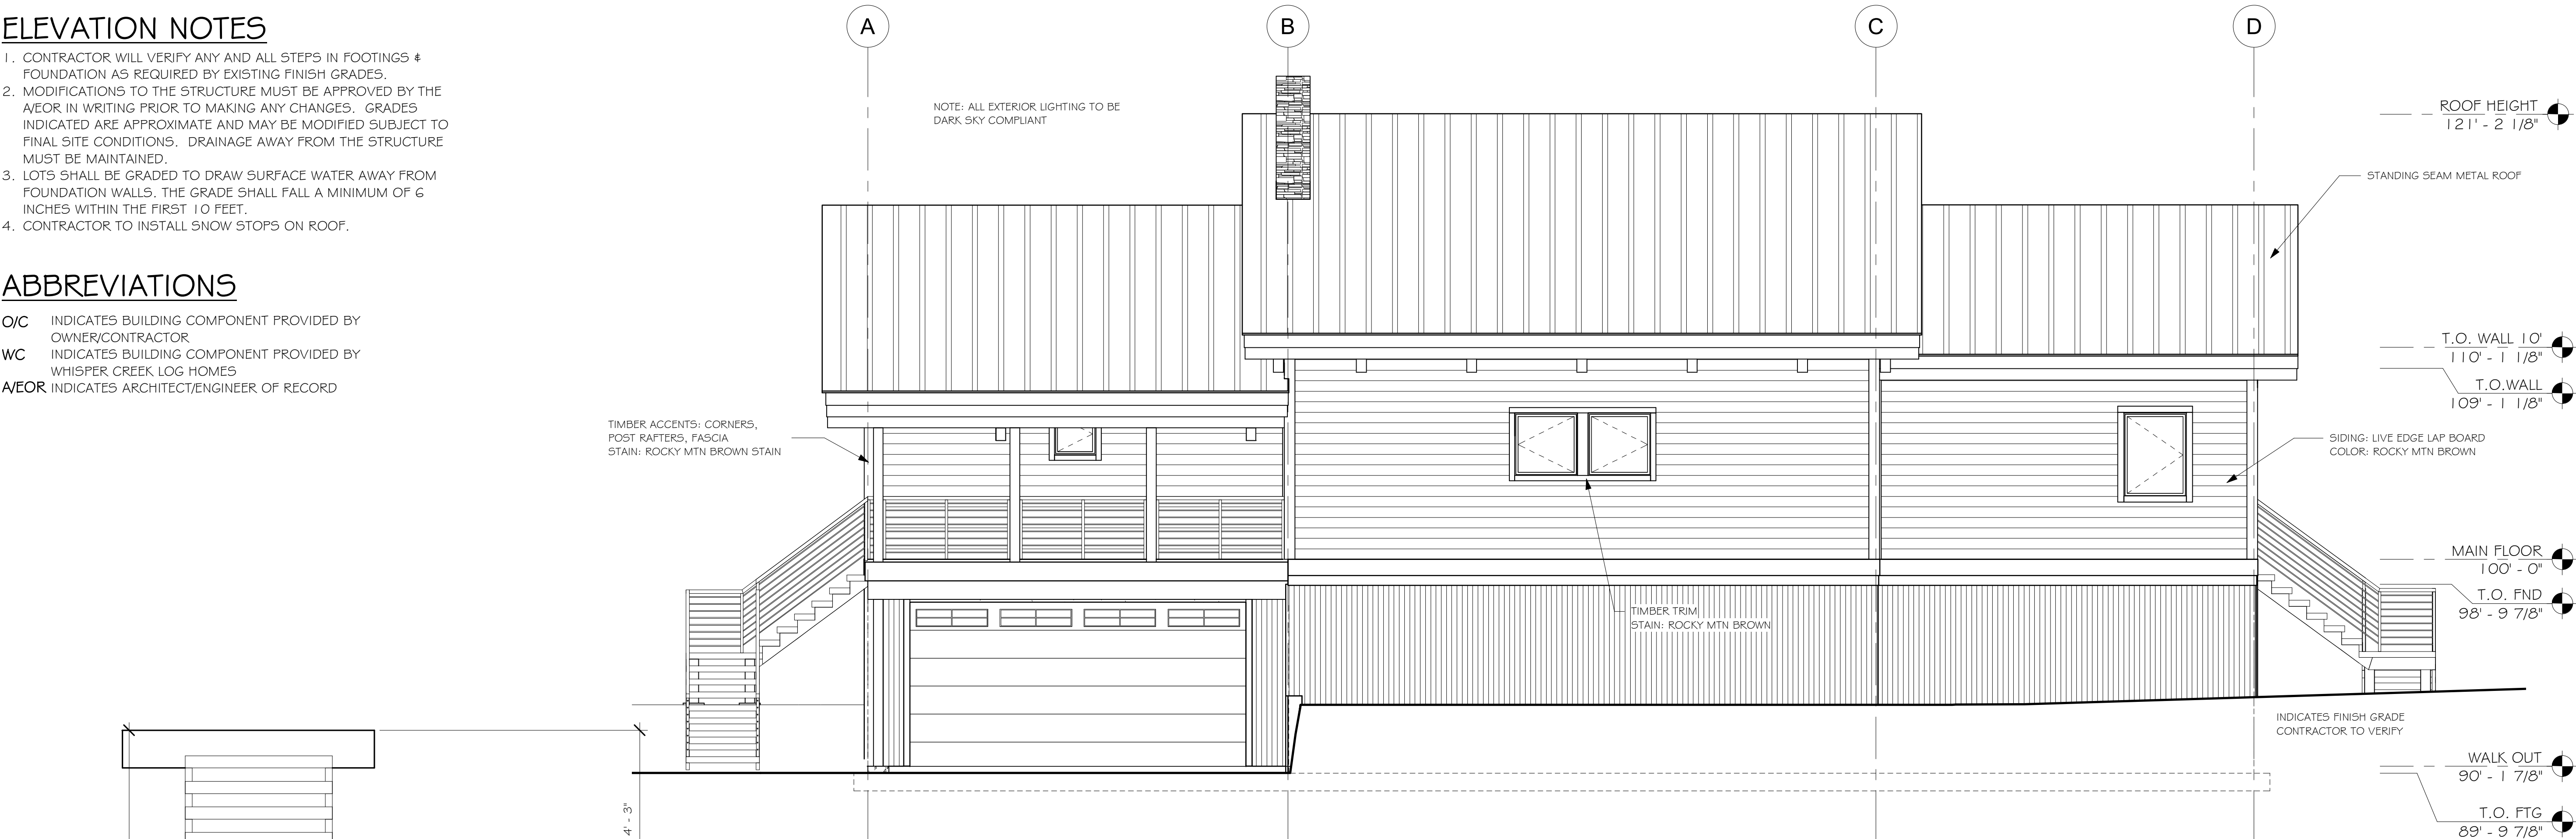 ELEVATION NOTES
1. CONTRACTOR WILL VERIFY ANY AND ALL STEPS IN FOOTINGS &
FOUNDATION AS REQUIRED BY EXISTING FINISH GRADES.
2. MODIFICATIONS TO THE STRUCTURE MUST BE APPROVED BY THE
A/EOR IN WRITING PRIOR TO MAKING ANY CHANGES. GRADES
INDICATED ARE APPROXIMATE AND MAY BE MODIFIED SUBJECT TO
FINAL SITE CONDITIONS. DRAINAGE AWAY FROM THE STRUCTURE
MUST BE MAINTAINED.
3. LOTS SHALL BE GRADED TO DRAW SURFACE WATER AWAY FROM
FOUNDATION WALLS. THE GRADE SHALL FALL A MINIMUM OF 6
INCHES WITHIN THE FIRST 10 FEET.
4. CONTRACTOR TO INSTALL SNOW STOPS ON ROOF.
ABBREVIATIONS
O/C INDICATES BUILDING COMPONENT PROVIDED BY
OWNER/CONTRACTOR
WC INDICATES BUILDING COMPONENT PROVIDED BY
WHISPER CREEK LOG HOMES
A/EOR INDICATES ARCHITECT/ENGINEER OF RECORD
A
B
C
D
NOTE: ALL EXTERIOR LIGHTING TO BE
DARK SKY COMPLIANT
TIMBER ACCENTS: CORNERS,
POST RAFTERS, FASCIA
STAIN: ROCKY MTN BROWN STAIN
TIMBER TRIM
STAIN: ROCKY MTN BROWN
STANDING SEAM METAL ROOF
SIDING: LIVE EDGE LAP BOARD
COLOR: ROCKY MTN BROWN
INDICATES FINISH GRADE
CONTRACTOR TO VERIFY
ROOF HEIGHT
121' - 2 1/8"
T.O. WALL 10'
110' - 1 1/8"
T.O.WALL
109' - 1 1/8"
MAIN FLOOR
100' - 0"
T.O. FND
98' - 9 7/8"
WALK OUT
90' - 1 7/8"
T.O. FTG
89' - 9 7/8"
4' - 3"